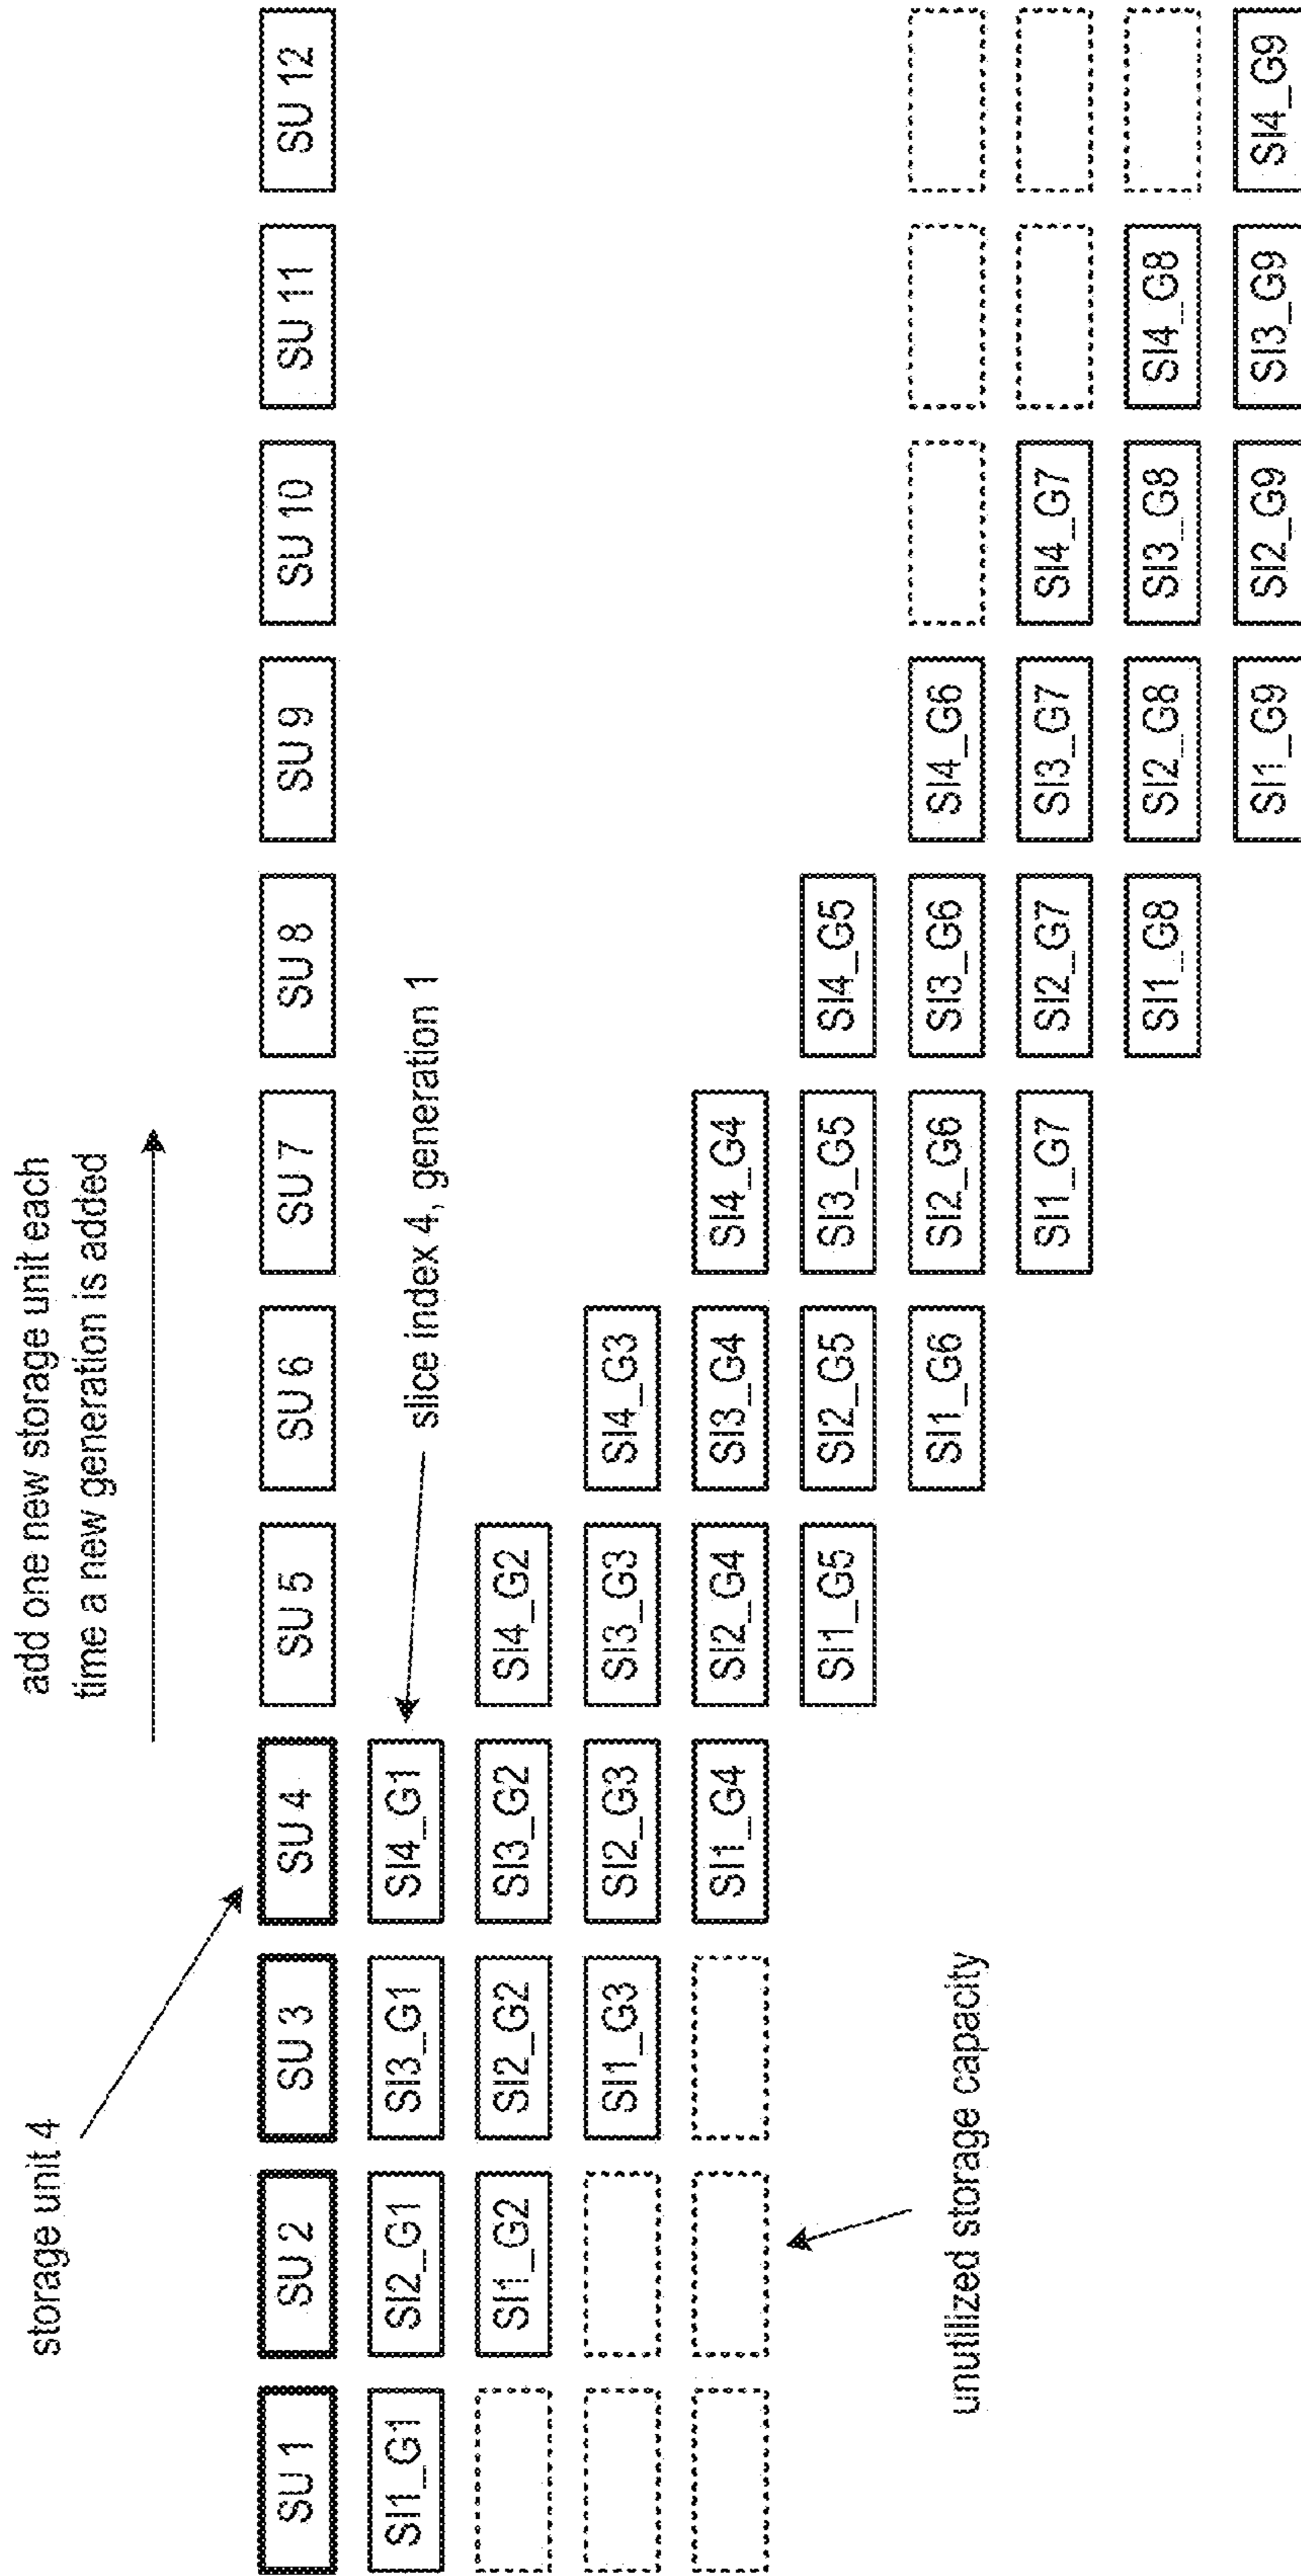 add one new storage unit each
time a new generation is added
storage unit 4
SU 1 SU 2 SU 3 SU 4 SU 5 SU 6 SU 7 SU 8 SU 9 SU 10 SU 11 SU 12
slice index 4, generation 1
SI1_G1 SI2_G1 SI3_G1 SI4_G1
SI1_G2 SI2_G2 SI3_G2 SI4_G2
SI1_G3 SI2_G3 SI3_G3 SI4_G3
SI1_G4 SI2_G4 SI3_G4 SI4_G4
SI1_G5 SI2_G5 SI3_G5 SI4_G5
SI1_G6 SI2_G6 SI3_G6 SI4_G6
unutilized storage capacity
SI1_G7 SI2_G7 SI3_G7 SI4_G7
SI1_G8 SI2_G8 SI3_G8 SI4_G8
SI1_G9 SI2_G9 SI3_G9 SI4_G9